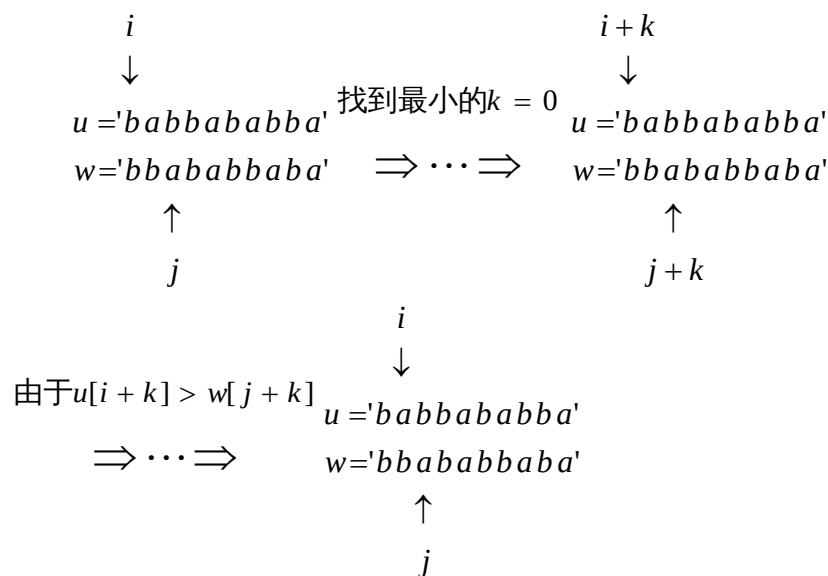 i i + k
↓ ↓
找到最小的k = 0
u ='babbababba' u ='babbababba'
w='bbababbaba' ⇒ ⋯ ⇒ w='bbababbaba'
↑ ↑
j j + k
i
↓
由于u[i + k] > w[j + k] u ='babbababba'
⇒ ⋯ ⇒ w='bbababbaba'
↑
j